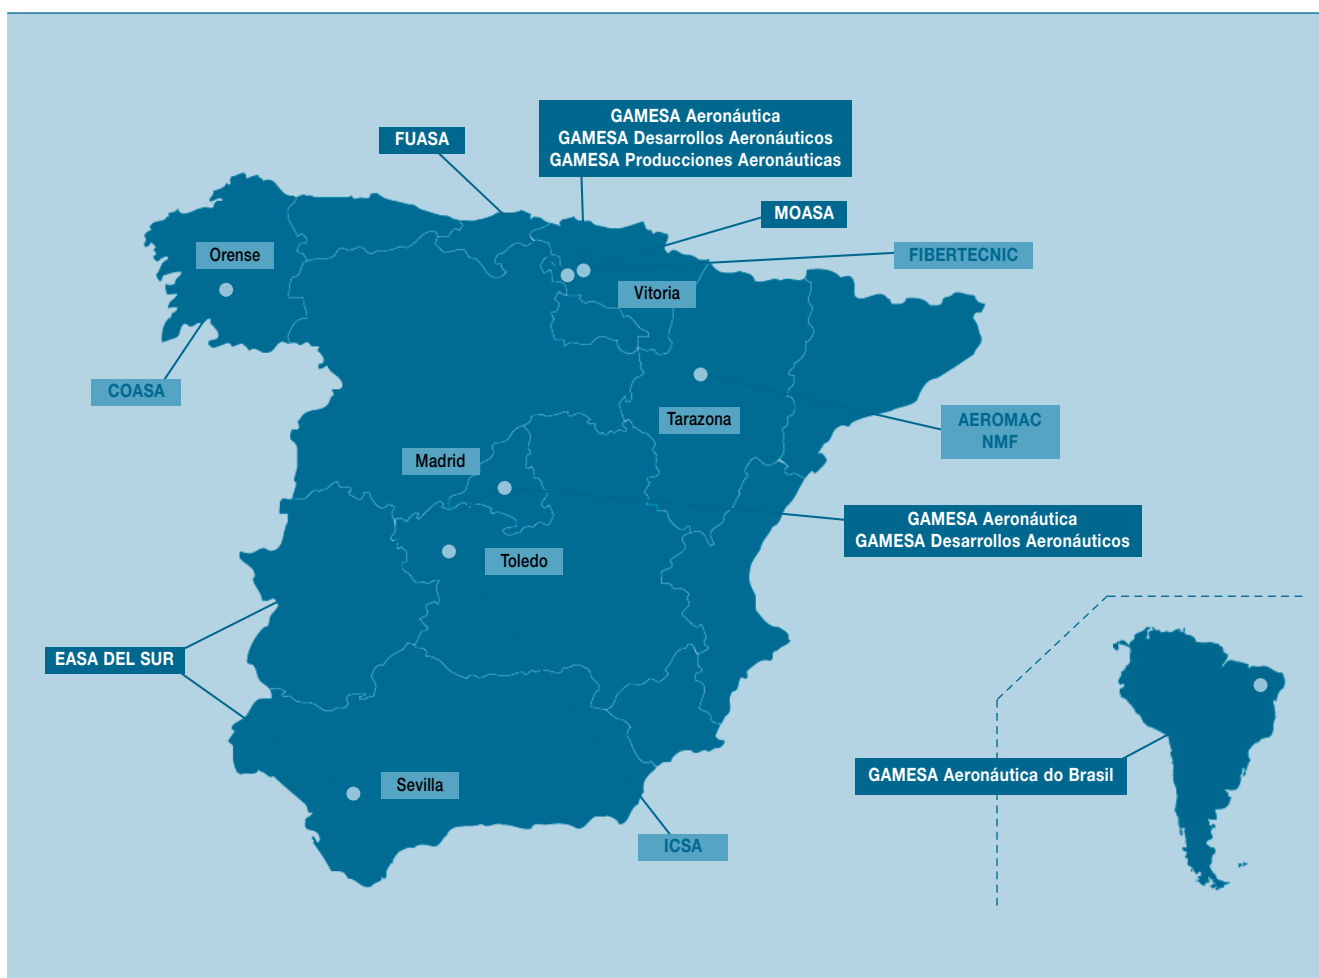 GAMESA Aeronáutica
GAMESA Desarrollos Aeronáuticos
GAMESA Producciones Aeronáuticas
FUASA
MOASA
Orense
FIBERTECNIC
Vitoria
COASA
Tarazona
AEROMAC
NMF
Madrid
GAMESA Aeronáutica
GAMESA Desarrollos Aeronáuticos
Toledo
EASA DEL SUR
GAMESA Aeronáutica do Brasil
Sevilla
ICSA